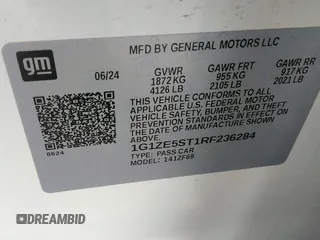 MFD BY GENERAL MOTORS LLC
gm
06/24
GVWR GAWR FRT GAWR RR
1872 KG 955 KG 917 KG
4126 LB 2105 LB 2021 LB
THIS VEHICLE CONFORMS TO ALL
APPLICABLE U.S. FEDERAL MOTOR
VEHICLE SAFETY, BUMPER, AND THEFT
PREVENTION STANDARDS IN EFFECT ON
THE DATE OF MANUFACTURE SHOWN
ABOVE.
1G1ZE5ST1RF236284
TYPE: PASS CAR
MODEL: 141ZF69
0624
DREAMBID